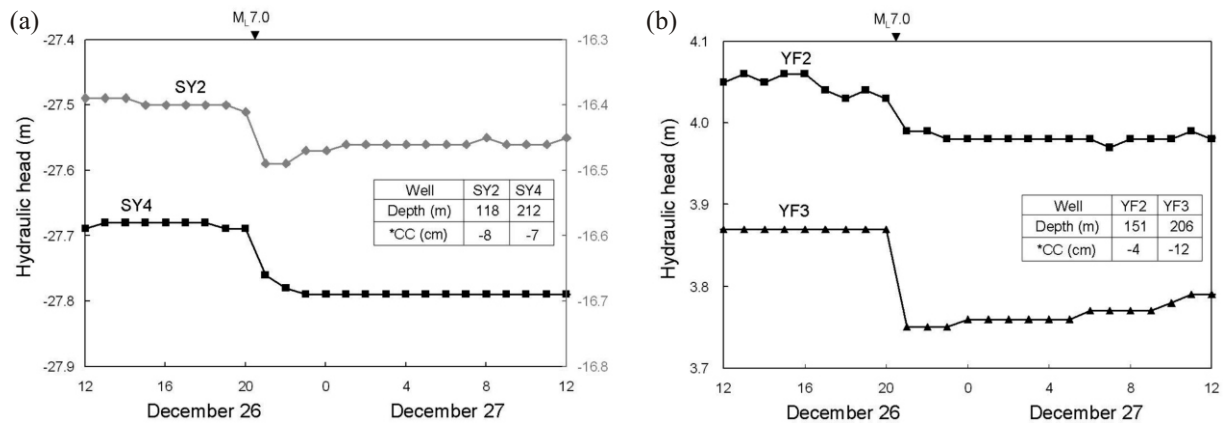 (a)
M_L7.0
-27.4
-27.5
-27.6
-27.7
-27.8
-27.9
Hydraulic head (m)
-16.3
-16.4
-16.5
-16.6
-16.7
-16.8
SY2
SY4
Well SY2 SY4
Depth (m) 118 212
*CC (cm) -8 -7
12 16 20 0 4 8 12
December 26 December 27
(b)
M_L7.0
4.1
4.0
3.9
3.8
3.7
Hydraulic head (m)
YF2
YF3
Well YF2 YF3
Depth (m) 151 206
*CC (cm) -4 -12
12 16 20 0 4 8 12
December 26 December 27